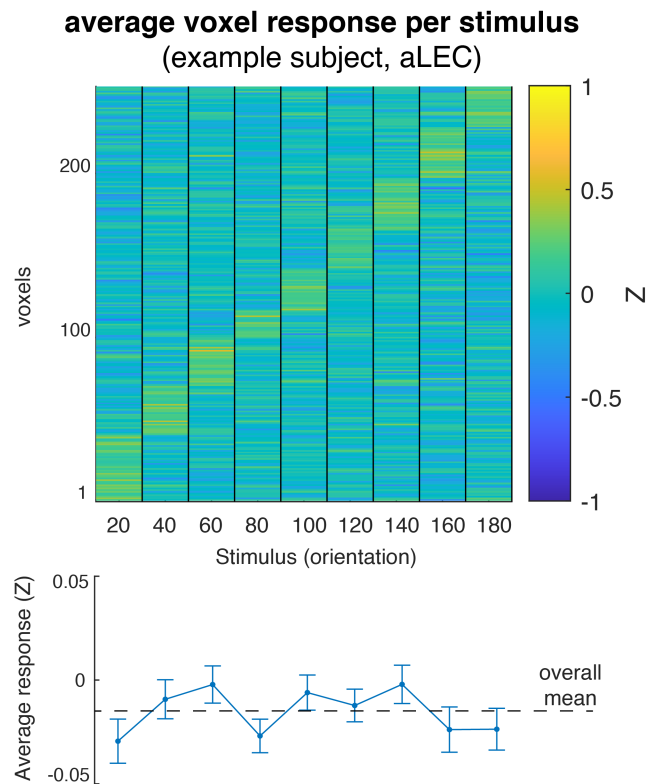 average voxel response per stimulus
(example subject, aLEC)
voxels
200
100
1
20 40 60 80 100 120 140 160 180
Stimulus (orientation)
1
0.5
0
-0.5
-1
Z
Average response (Z)
0.05
0
-0.05
overall
mean